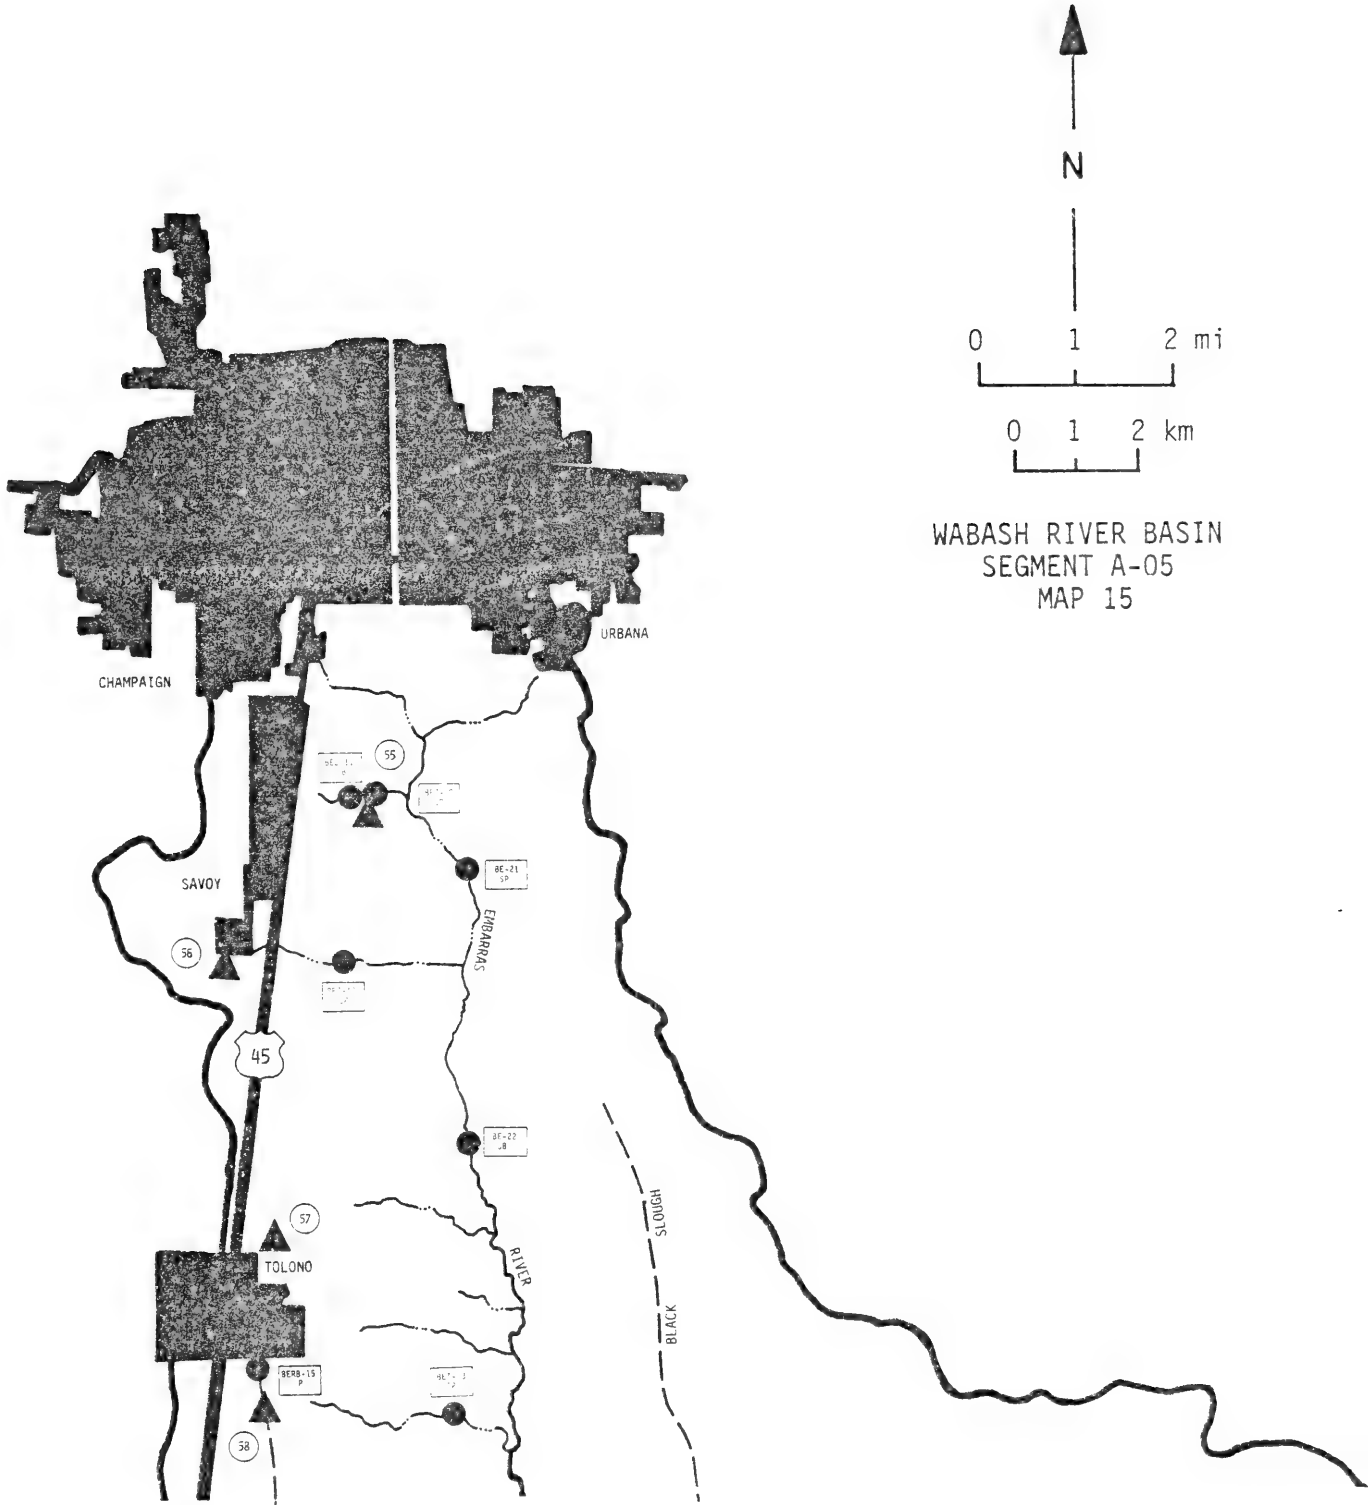 N
0 1 2 mi
0 1 2 km
WABASH RIVER BASIN
SEGMENT A-05
MAP 15
URBANA
CHAMPAIGN
55
BE-21
SP
SAVOY
EMBARRAS
56
45
BE-22
57
SLOUGH
RIVER
TOLONO
BLACK
BERB-15
P
58